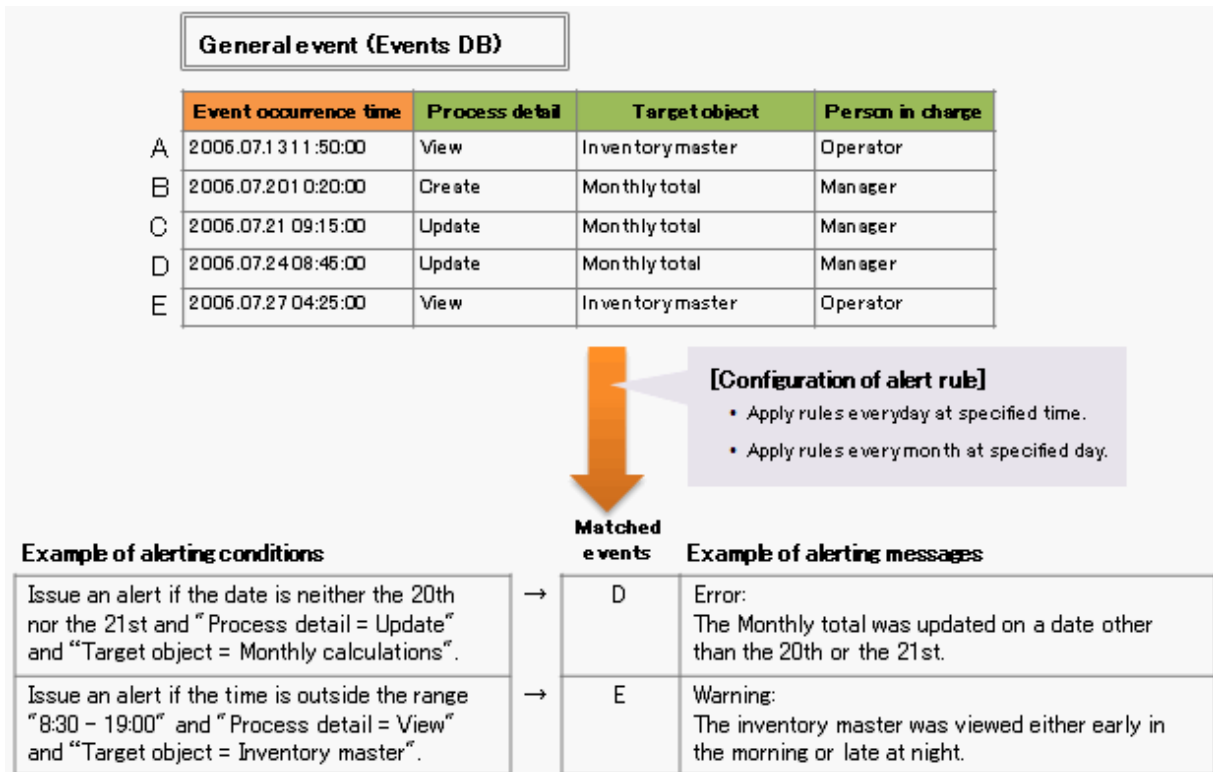 General event (Events DB)
Event occurrence time Process detail Target object Person in charge
A 2006.07.13 11:50:00 View Inventory master Operator
B 2006.07.20 10:20:00 Create Monthly total Manager
C 2006.07.21 09:15:00 Update Monthly total Manager
D 2006.07.24 08:45:00 Update Monthly total Manager
E 2006.07.27 04:25:00 View Inventory master Operator
[Configuration of alert rule]
• Apply rules everyday at specified time.
• Apply rules every month at specified day.
Example of alerting conditions
Matched
events
Example of alerting messages
Issue an alert if the date is neither the 20th
nor the 21st and "Process detail = Update"
and "Target object = Monthly calculations".
→
D
Error:
The Monthly total was updated on a date other
than the 20th or the 21st.
Issue an alert if the time is outside the range
"8:30 - 19:00" and "Process detail = View"
and "Target object = Inventory master".
→
E
Warning:
The inventory master was viewed either early in
the morning or late at night.